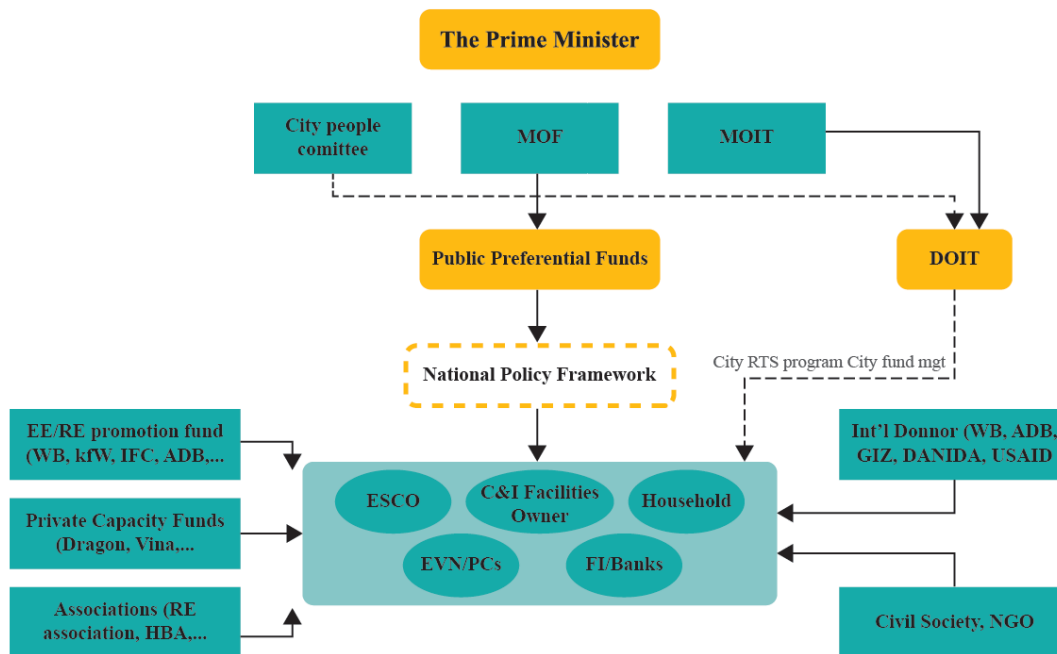 The Prime Minister
City people
comittee
MOF
MOIT
Public Preferential Funds
DOIT
National Policy Framework
City RTS program City fund mgt
EE/RE promotion fund
(WB, kfW, IFC, ADB,...
Private Capacity Funds
(Dragon, Vina,...
Associations (RE
association, HBA,...
ESCO
C&I Facilities
Owner
Household
EVN/PCs
FI/Banks
Int'l Donnor (WB, ADB,
GIZ, DANIDA, USAID
Civil Society, NGO